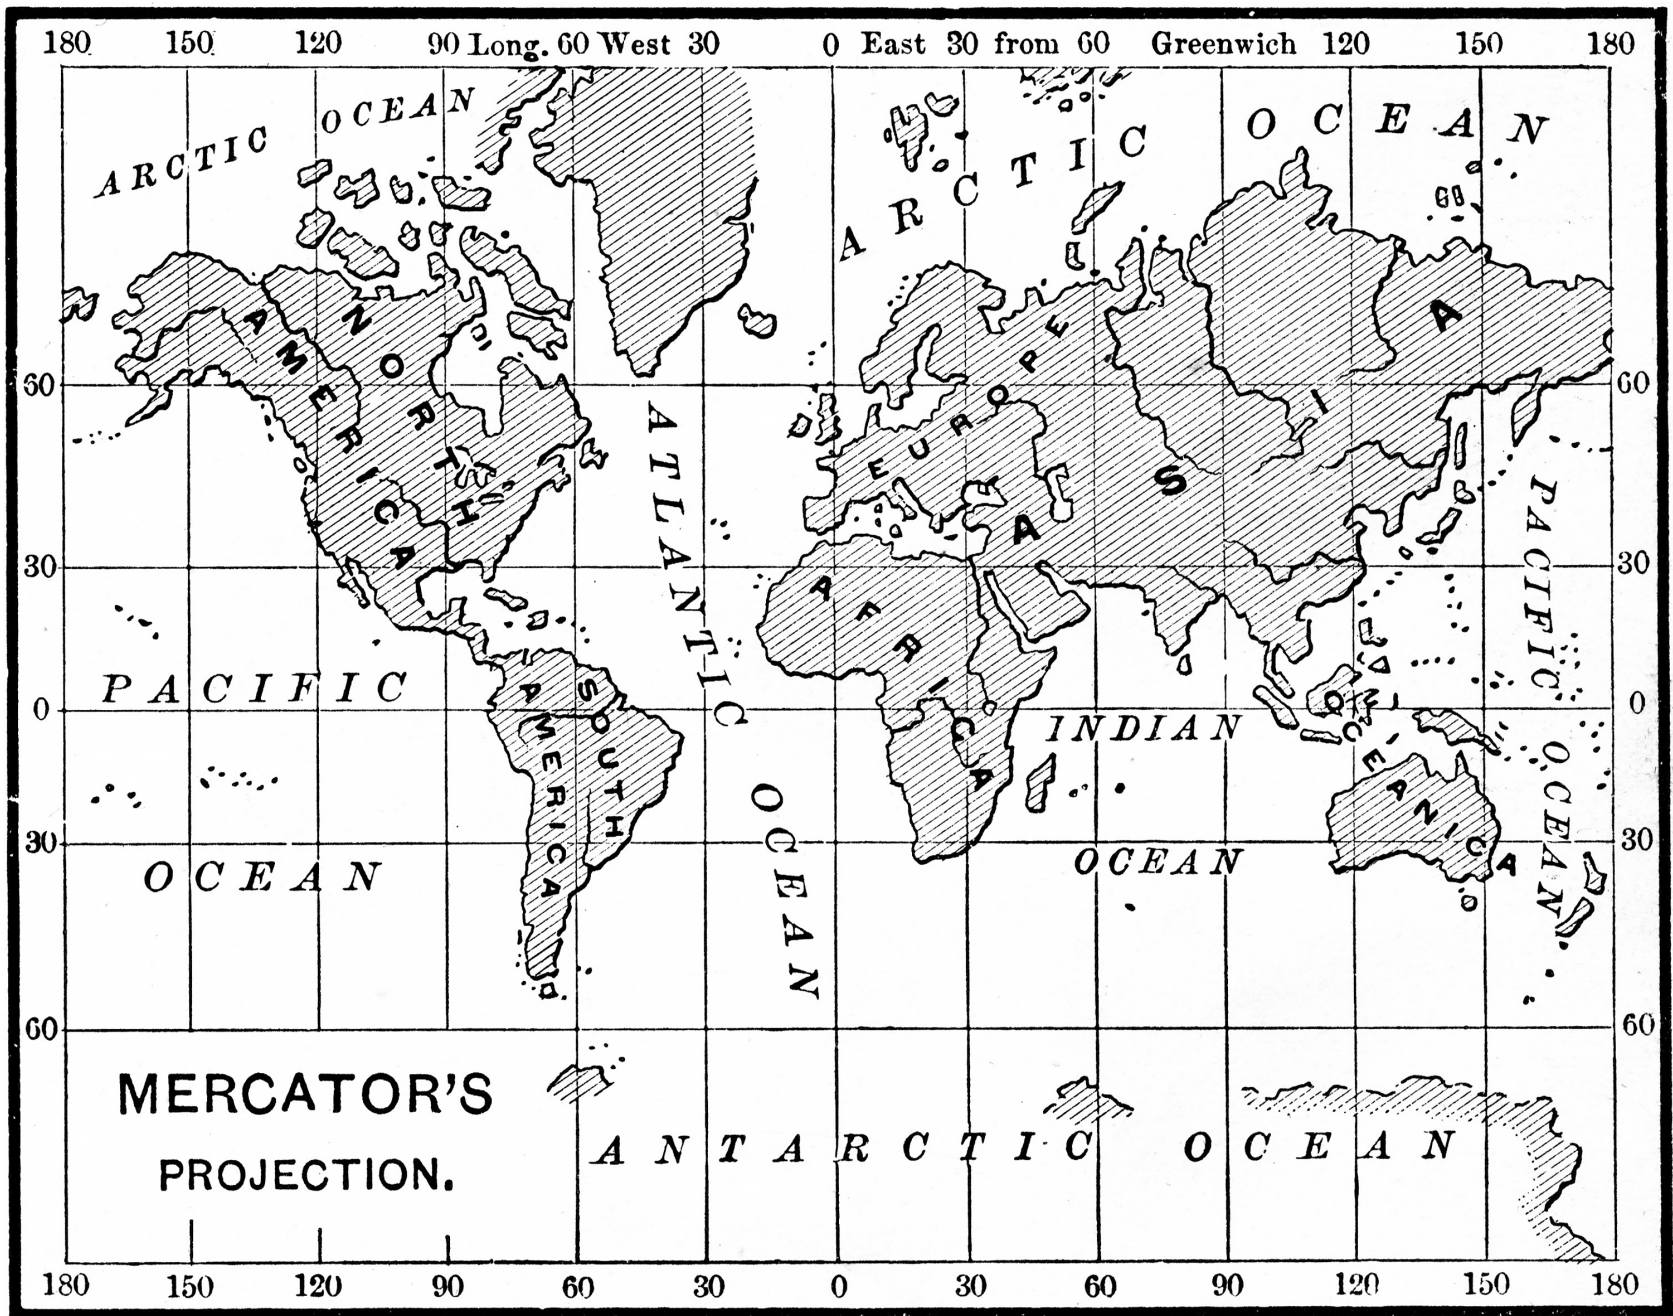 180 150 120 90 Long. 60 West 30 0 East 30 from 60 Greenwich 120 150 180
ARCTIC OCEAN
ARCTIC OCEAN
NORTH
AMERICA
EUROPE
ASIA
60 60
ATLANTIC
OCEAN
PACIFIC
OCEAN
30 30
AFRICA
PACIFIC
OCEAN
SOUTH
AMERICA
0 0
INDIAN
OCEAN
OCEANICA
30 30
60 60
MERCATOR'S
PROJECTION.
ANTARCTIC OCEAN
180 150 120 90 60 30 0 30 60 90 120 150 180